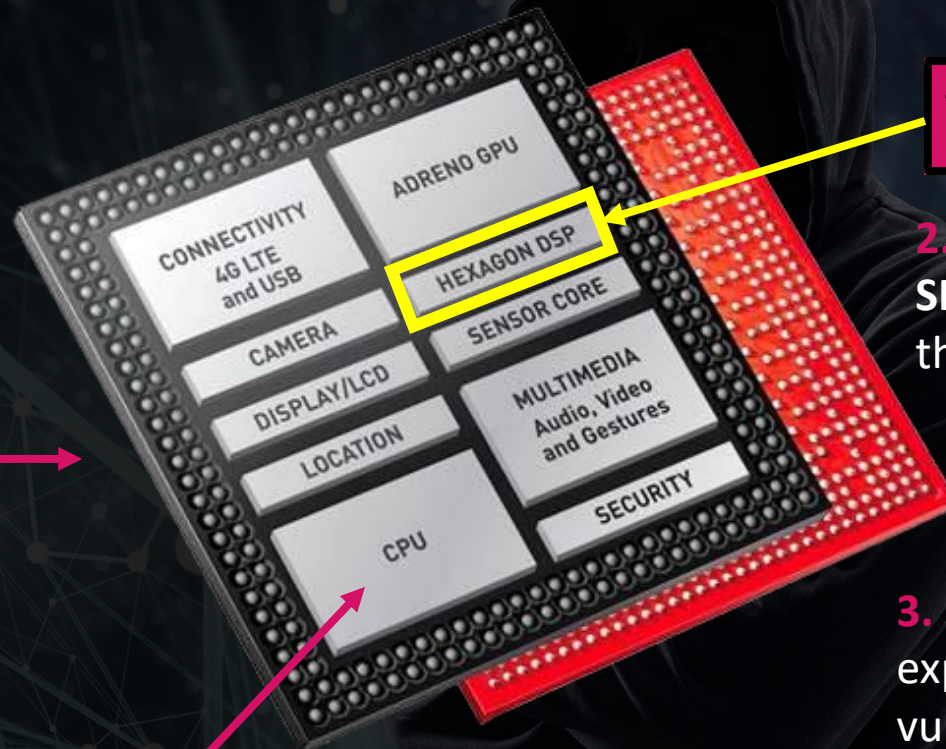 ADRENO GPU
CONNECTIVITY
4G LTE
and USB
HEXAGON DSP
CAMERA
SENSOR CORE
DISPLAY/LCD
MULTIMEDIA
Audio, Video
and Gestures
LOCATION
SECURITY
CPU
2.
3.